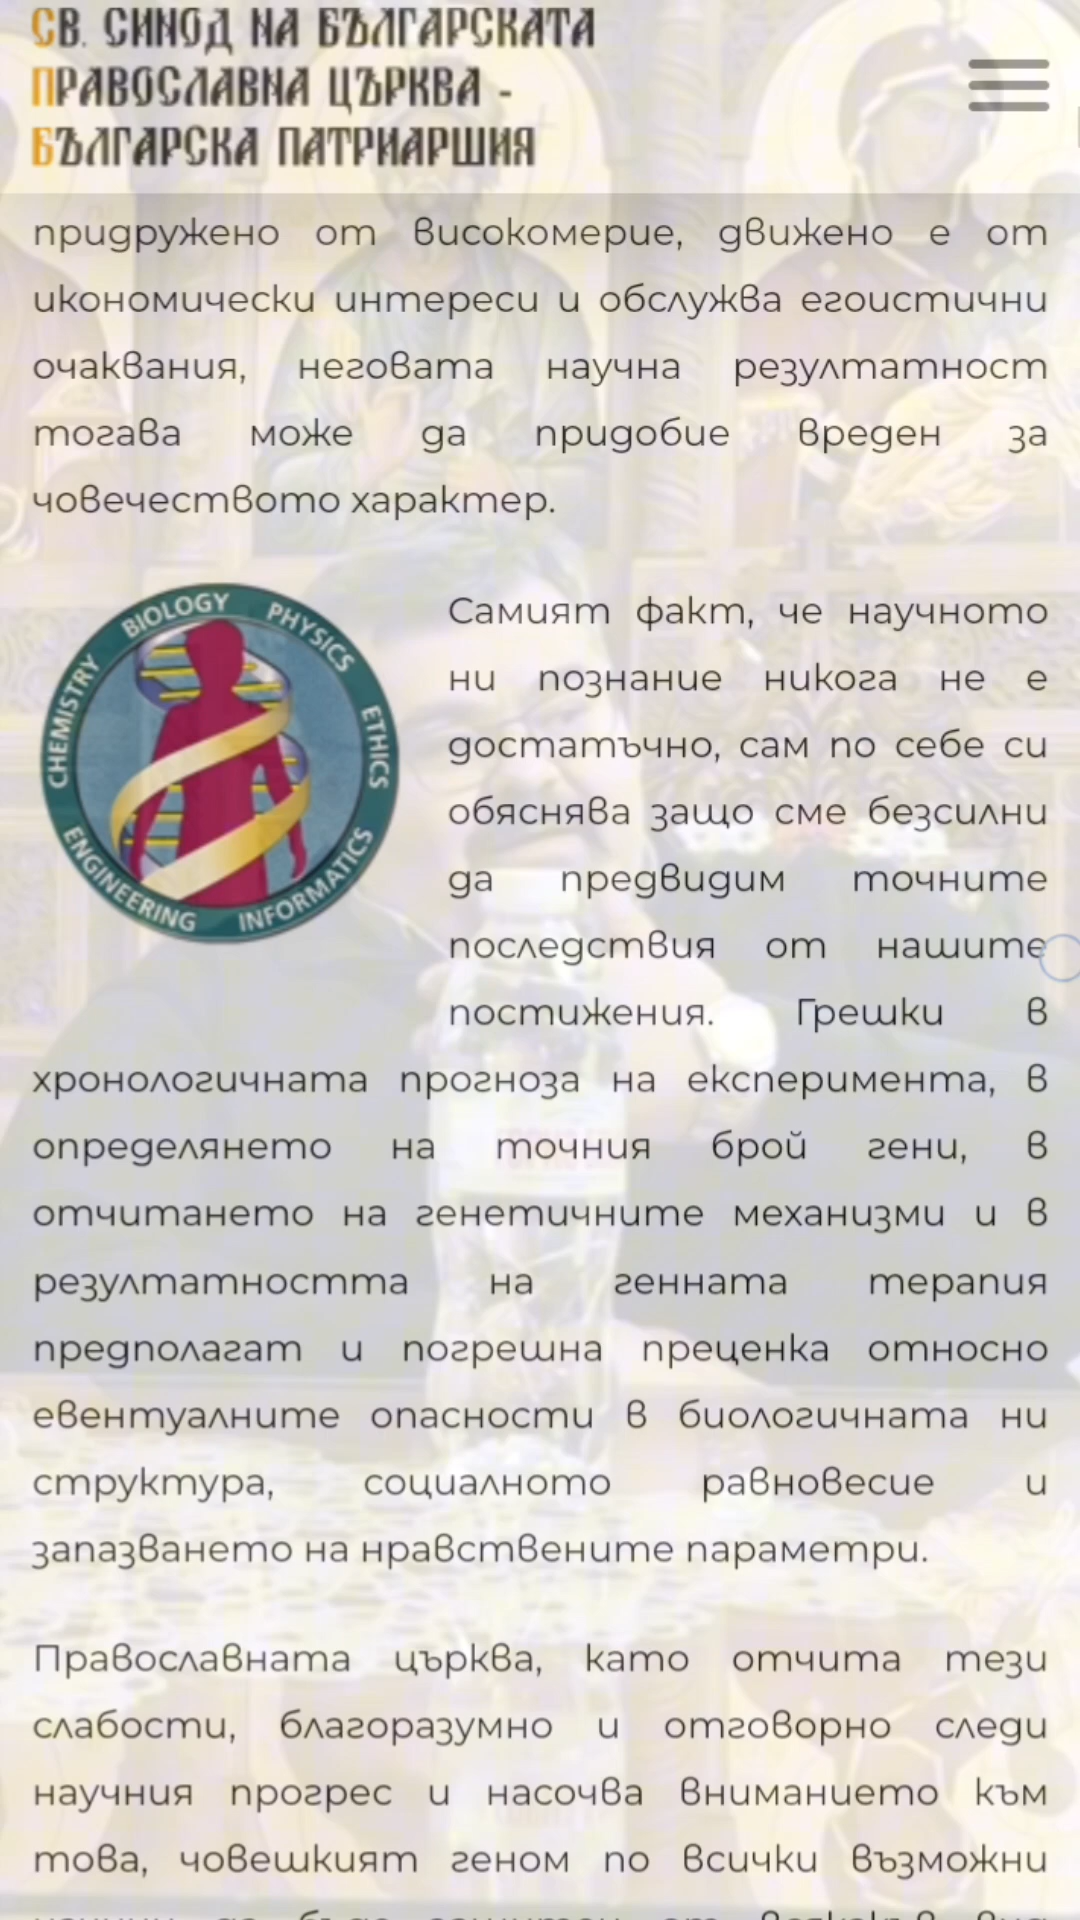 СВ. СИНОД НА БЪЛГАРСКАТА
ПРАВОСЛАВНА ЦЪРКВА -
БЪЛГАРСКА ПАТРИАРШИЯ
придружено от високомерие, движено е от
икономически интереси и обслужва егоистични
очаквания, неговата научна резултатност
тогава може да придобие вреден за
човечеството характер.
CHEMISTRY BIOLOGY PHYSICS ETHICS
ENGINEERING INFORMATICS
Самият факт, че научното
ни познание никога не е
достатъчно, сам по себе си
обяснява защо сме безсилни
да предвидим точните
последствия от нашите
постижения. Грешки в
хронологичната прогноза на експеримента, в
определянето на точния брой гени, в
отчитането на генетичните механизми и в
резултатността на генната терапия
предполагат и погрешна преценка относно
евентуалните опасности в биологичната ни
структура, социалното равновесие и
запазването на нравствените параметри.
Православната църква, като отчита тези
слабости, благоразумно и отговорно следи
научния прогрес и насочва вниманието към
това, човешкият геном по всички възможни